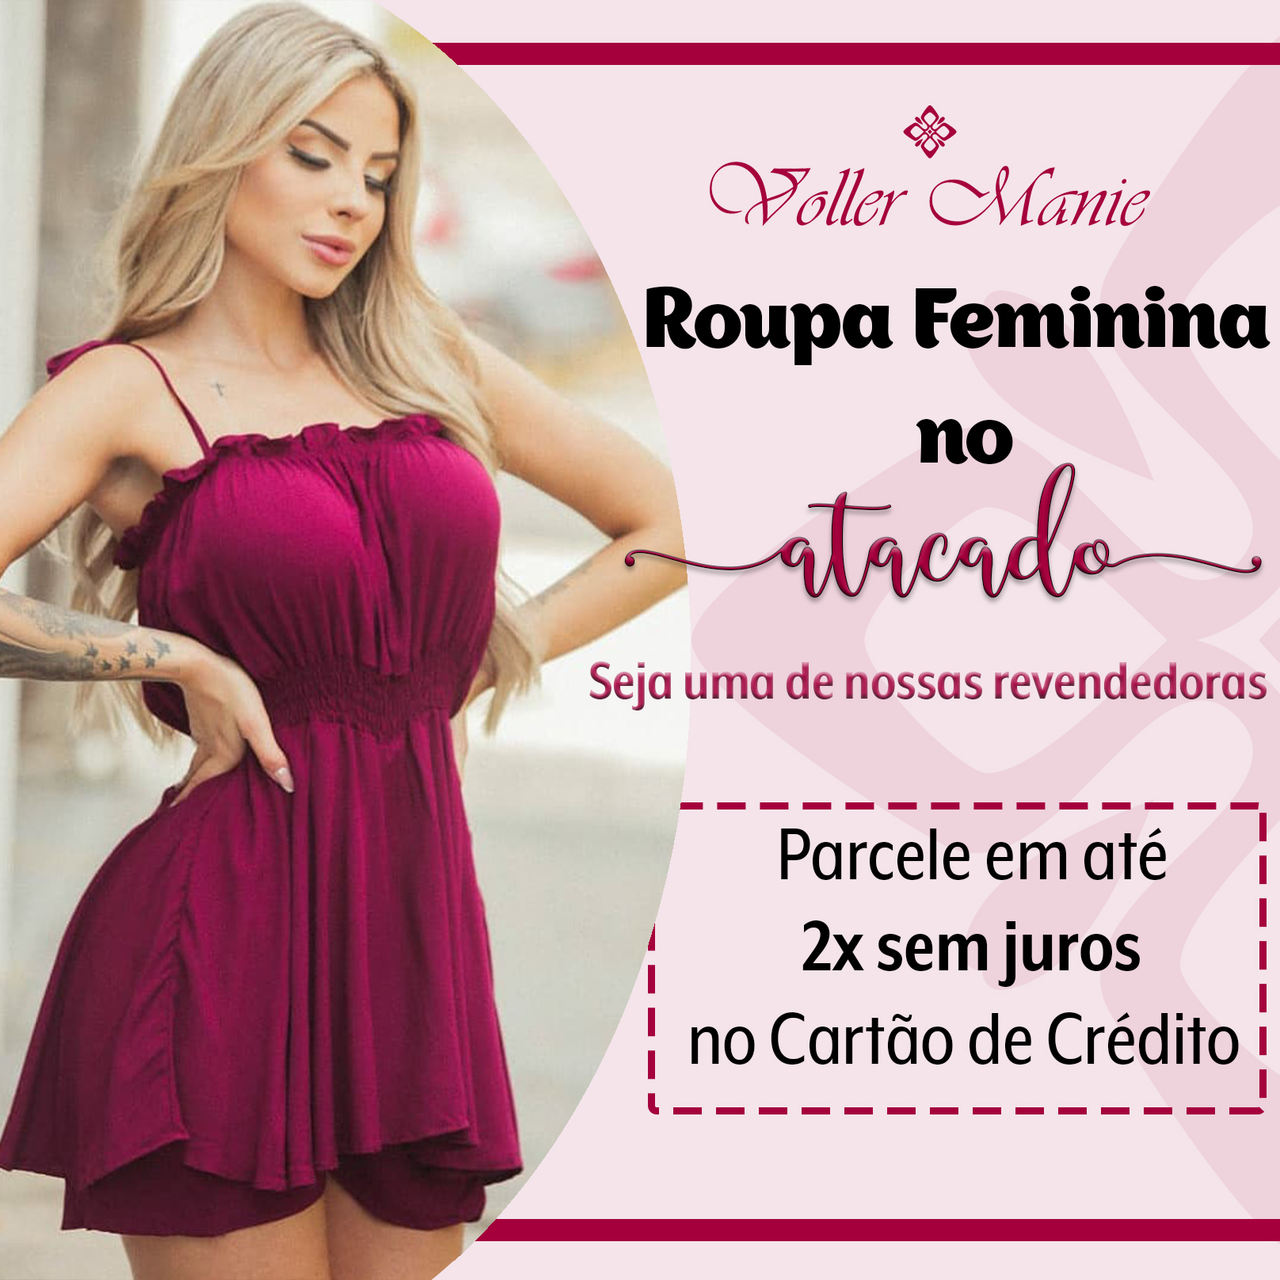 Voller Manie
Roupa Feminina
no
atacado
Seja uma de nossas revendedoras
Parcele em até
2x sem juros
no Cartão de Crédito